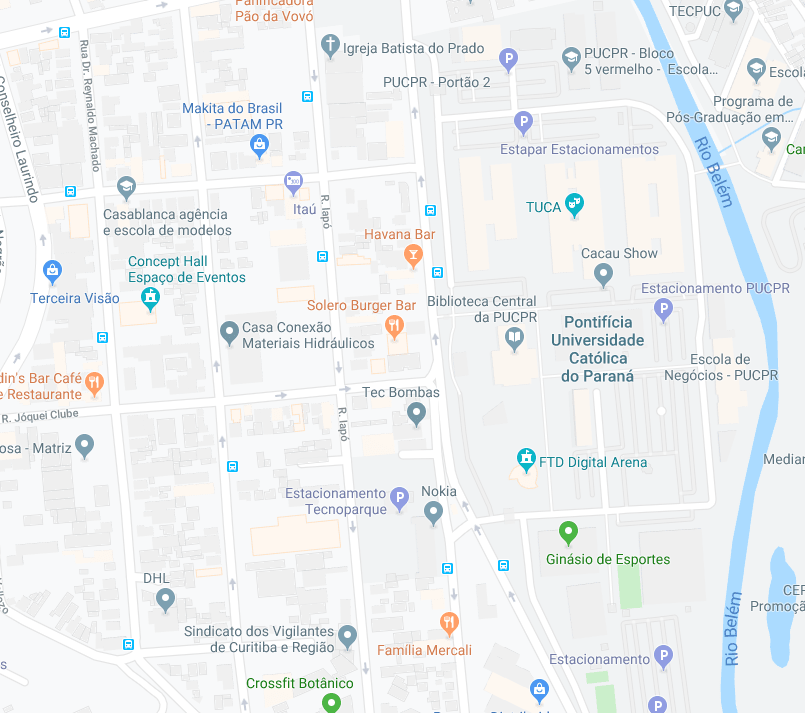 Panificadora
Pão da Vovó
TECPUC
Igreja Batista do Prado
PUCPR - Bloco
5 vermelho - Escola...
PUCPR - Portão 2
Escola
Programa de
Pós-Graduação em...
Rua Dr. Reynaldo Machado
Conselheiro Laurindo
Makita do Brasil
- PATAM PR
Estapar Estacionamentos
Rio Belém
Casablanca agência
e escola de modelos
Itaú
R. Iapó
TUCA
Havana Bar
Cacau Show
Concept Hall
Espaço de Eventos
Terceira Visão
Estacionamento PUCPR
Solero Burger Bar
Biblioteca Central
da PUCPR
Casa Conexão
Materiais Hidráulicos
Pontifícia
Universidade
Católica
do Paraná
Escola de
Negócios - PUCPR
din's Bar Café
e Restaurante
Tec Bombas
R. Jóquei Clube
R. Iapó
osa - Matriz
FTD Digital Arena
Median
Estacionamento
Tecnoparque
Nokia
Ginásio de Esportes
DHL
CEP
Promoçã
Rio Belém
Sindicato dos Vigilantes
de Curitiba e Região
Família Mercali
Estacionamento
Crossfit Botânico